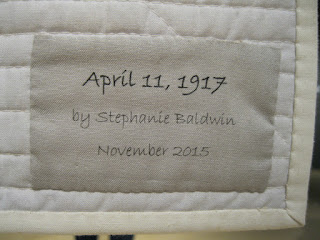 April 11, 1917
by Stephanie Baldwin
November 2015